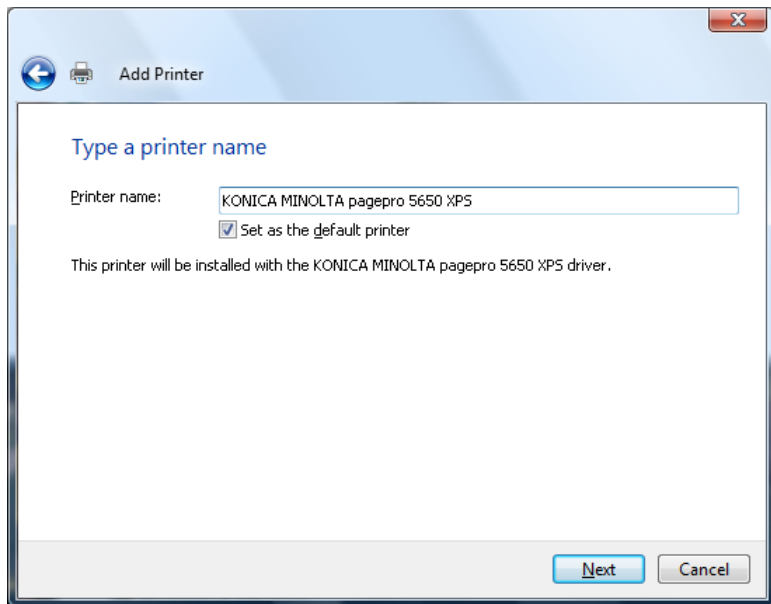 Add Printer
Type a printer name
Printer name: KONICA MINOLTA pagepro 5650 XPS
Set as the default printer
This printer will be installed with the KONICA MINOLTA pagepro 5650 XPS driver.
Next Cancel